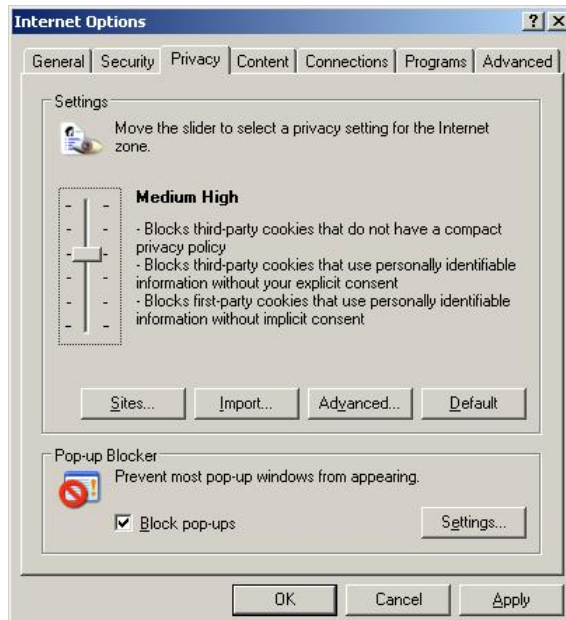 Internet Options
General Security Privacy Content Connections Programs Advanced
Settings
Move the slider to select a privacy setting for the Internet
zone.
Medium High
- Blocks third-party cookies that do not have a compact
privacy policy
- Blocks third-party cookies that use personally identifiable
information without your explicit consent
- Blocks first-party cookies that use personally identifiable
information without implicit consent
Sites... Import... Advanced... Default
Pop-up Blocker
Prevent most pop-up windows from appearing.
Block pop-ups Settings...
OK Cancel Apply